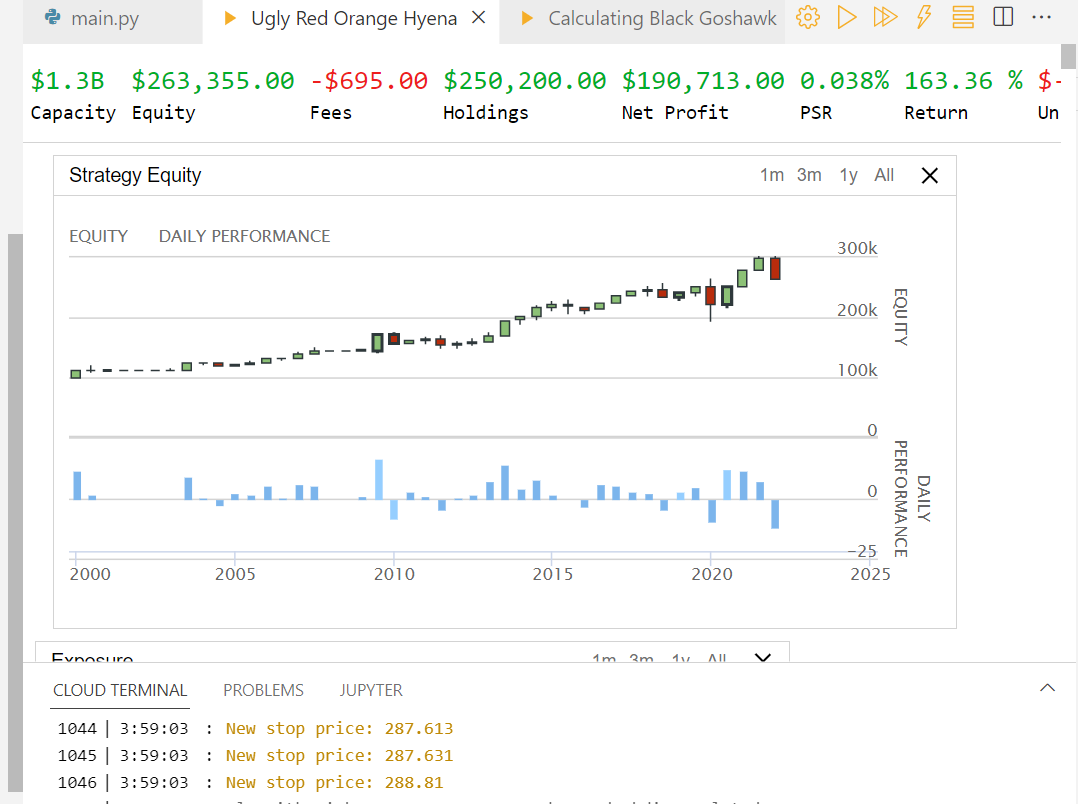 main.py
Ugly Red Orange Hyena
Calculating Black Goshawk
$1.3B $263,355.00 -$695.00 $250,200.00 $190,713.00 0.038% 163.36 % $-
Capacity Equity Fees Holdings Net Profit PSR Return Un
Strategy Equity 1m 3m 1y All
EQUITY DAILY PERFORMANCE
300k
200k
100k
0
EQUITY
0
-25
DAILY
PERFORMANCE
2000 2005 2010 2015 2020 2025
Exposure 1m 3m 1y All
CLOUD TERMINAL PROBLEMS JUPYTER
1044 | 3:59:03 : New stop price: 287.613
1045 | 3:59:03 : New stop price: 287.631
1046 | 3:59:03 : New stop price: 288.81